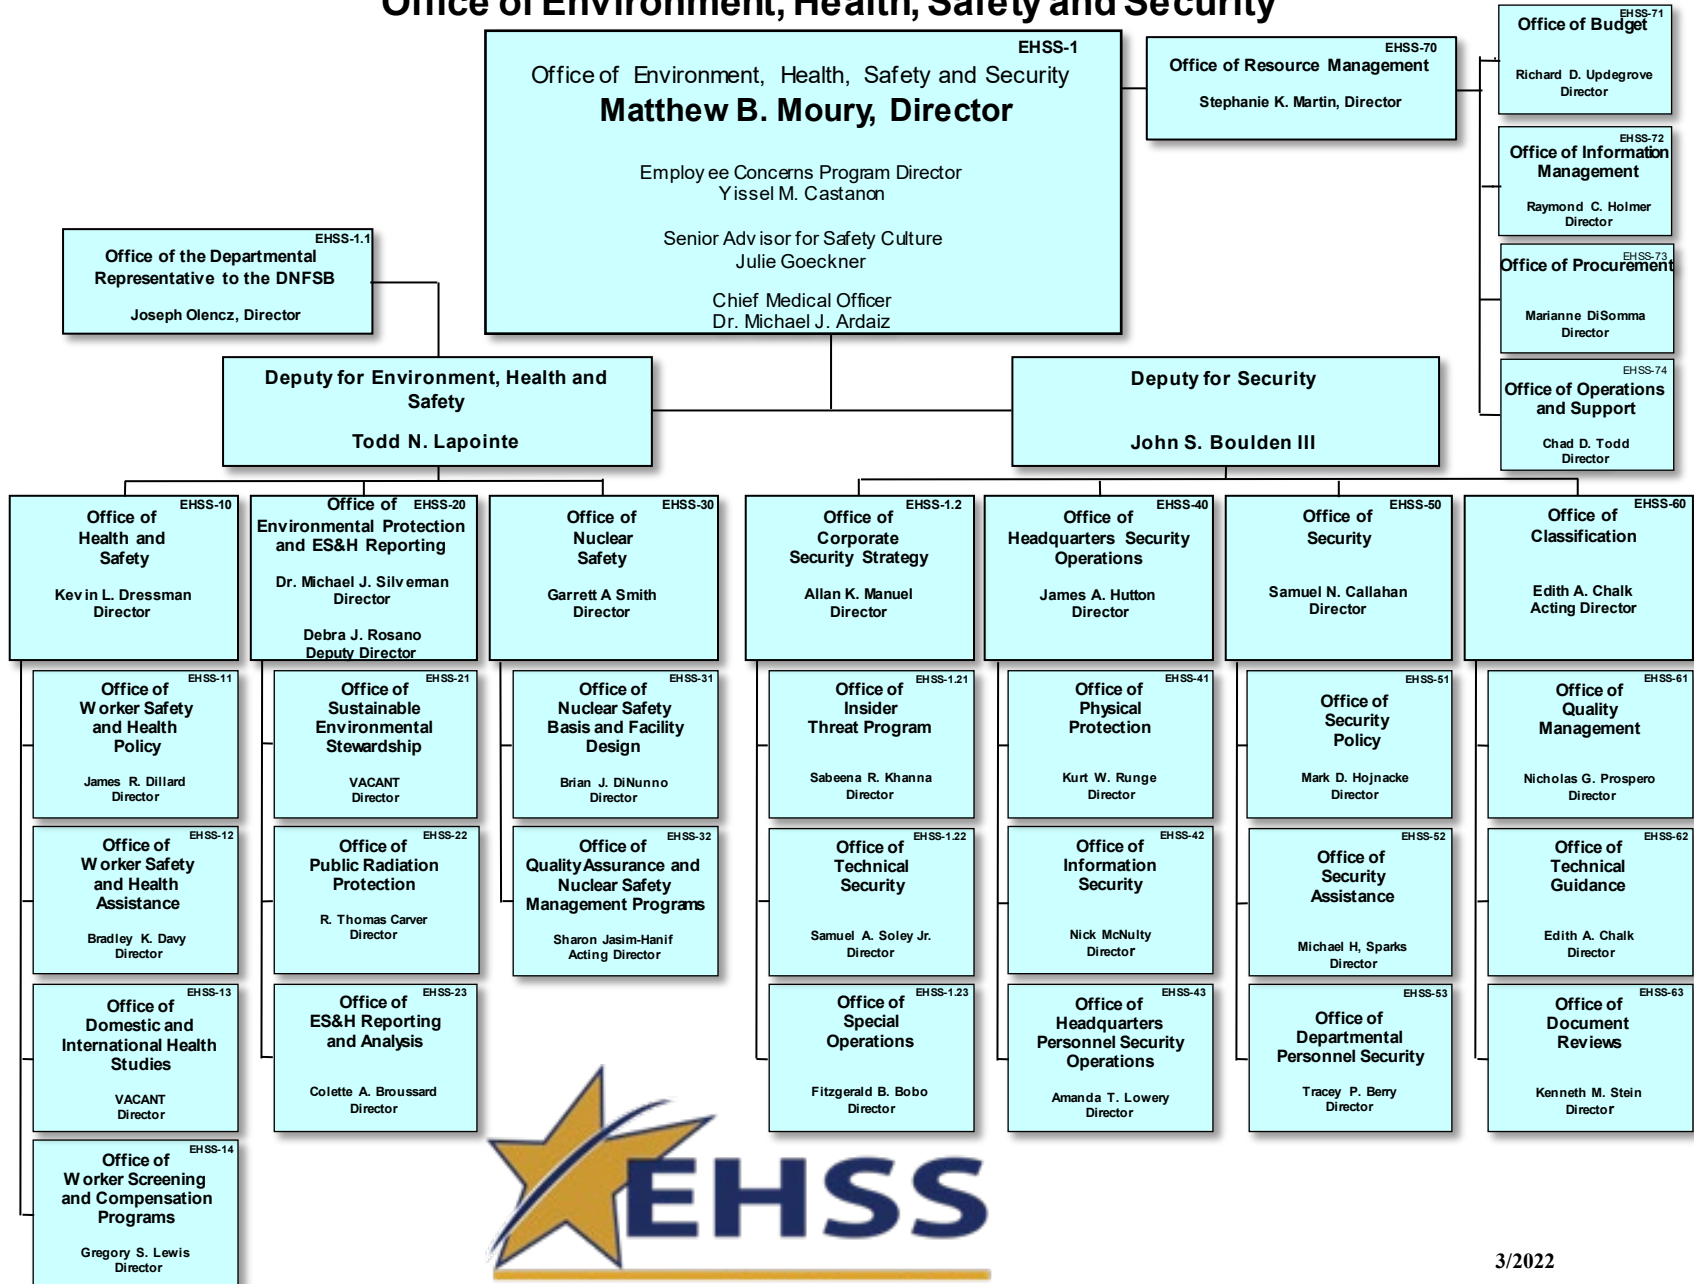 Office of Environment, Health, Safety and Security
EHSS-1
Office of Environment, Health, Safety and Security
Matthew B. Moury, Director
Employee Concerns Program Director
Yissel M. Castanon
Senior Advisor for Safety Culture
Julie Goeckner
Chief Medical Officer
Dr. Michael J. Ardaiz
EHSS-70
Office of Resource Management
Stephanie K. Martin, Director
EHSS-71
Office of Budget
Richard D. Updegrove
Director
EHSS-72
Office of Information
Management
Raymond C. Holmer
Director
EHSS-73
Office of Procurement
Marianne DiSomma
Director
EHSS-74
Office of Operations
and Support
Chad D. Todd
Director
EHSS-1.1
Office of the Departmental
Representative to the DNFSB
Joseph Olencz, Director
Deputy for Environment, Health and
Safety
Todd N. Lapointe
Deputy for Security
John S. Boulden III
EHSS-10
Office of
Health and
Safety
Kevin L. Dressman
Director
EHSS-20
Office of
Environmental Protection
and ES&H Reporting
Dr. Michael J. Silverman
Director
Debra J. Rosano
Deputy Director
EHSS-30
Office of
Nuclear
Safety
Garrett A Smith
Director
EHSS-1.2
Office of
Corporate
Security Strategy
Allan K. Manuel
Director
EHSS-40
Office of
Headquarters Security
Operations
James A. Hutton
Director
EHSS-50
Office of
Security
Samuel N. Callahan
Director
EHSS-60
Office of
Classification
Edith A. Chalk
Acting Director
EHSS-11
Office of
Worker Safety
and Health
Policy
James R. Dillard
Director
EHSS-21
Office of
Sustainable
Environmental
Stewardship
VACANT
Director
EHSS-31
Office of
Nuclear Safety
Basis and Facility
Design
Brian J. DiNunno
Director
EHSS-1.21
Office of
Insider
Threat Program
Sabeena R. Khanna
Director
EHSS-41
Office of
Physical
Protection
Kurt W. Runge
Director
EHSS-51
Office of
Security
Policy
Mark D. Hojnacke
Director
EHSS-61
Office of
Quality
Management
Nicholas G. Prospero
Director
EHSS-12
Office of
Worker Safety
and Health
Assistance
Bradley K. Davy
Director
EHSS-22
Office of
Public Radiation
Protection
R. Thomas Carver
Director
EHSS-32
Office of
Quality Assurance and
Nuclear Safety
Management Programs
Sharon Jasim-Hanif
Acting Director
EHSS-1.22
Office of
Technical
Security
Samuel A. Soley Jr.
Director
EHSS-42
Office of
Information
Security
Nick McNulty
Director
EHSS-52
Office of
Security
Assistance
Michael H, Sparks
Director
EHSS-62
Office of
Technical
Guidance
Edith A. Chalk
Director
EHSS-13
Office of
Domestic and
International Health
Studies
VACANT
Director
EHSS-23
Office of
ES&H Reporting
and Analysis
Colette A. Broussard
Director
EHSS-1.23
Office of
Special
Operations
Fitzgerald B. Bobo
Director
EHSS-43
Office of
Headquarters
Personnel Security
Operations
Amanda T. Lowery
Director
EHSS-53
Office of
Departmental
Personnel Security
Tracey P. Berry
Director
EHSS-63
Office of
Document
Reviews
Kenneth M. Stein
Director
EHSS-14
Office of
Worker Screening
and Compensation
Programs
Gregory S. Lewis
Director
EHSS
3/2022